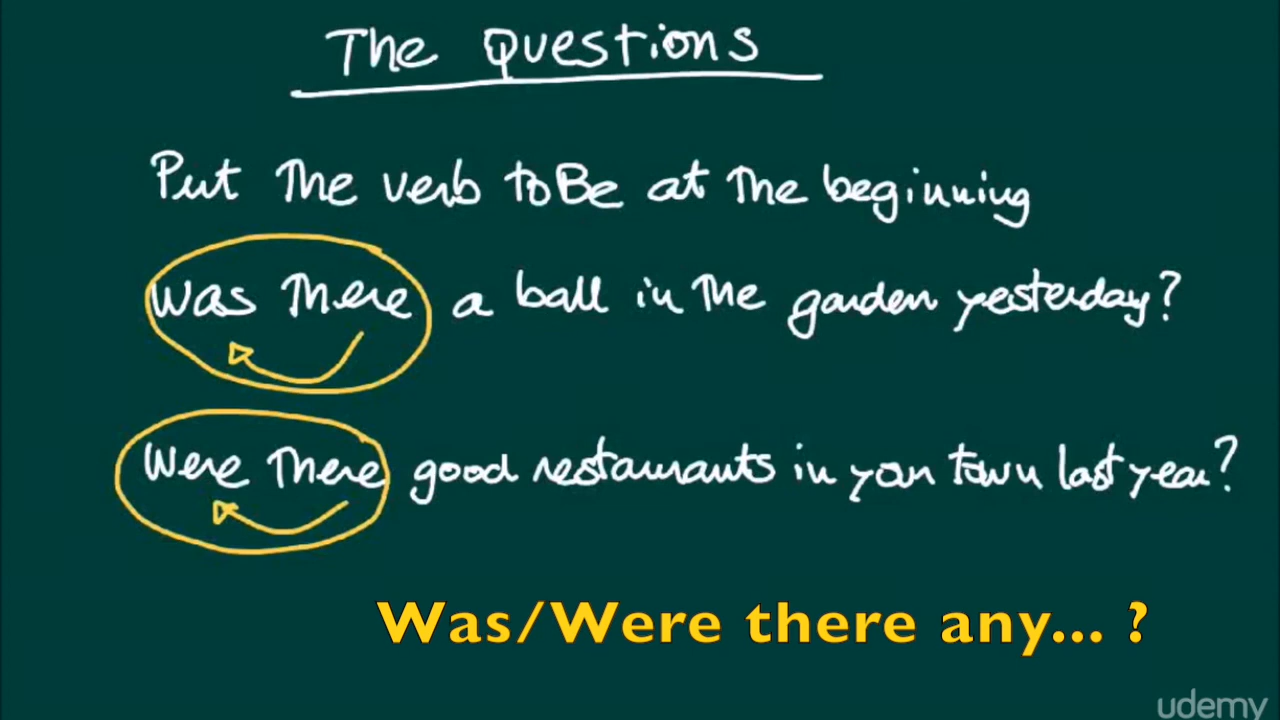 The Questions
Put The verb to Be at The beginning
Was There a ball in The garden yesterday?
Were There good restaurants in your town last year?
Was/Were there any... ?
udemy